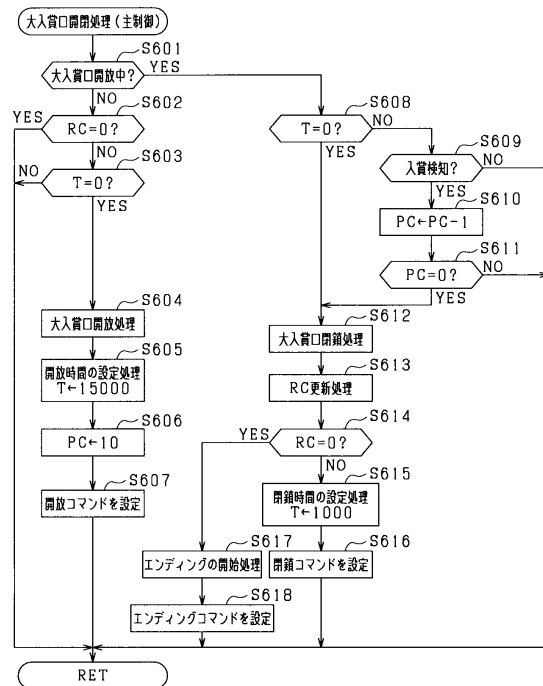 大入賞口開閉処理(主制御)
S601
大入賞口開放中?
YES
NO
S602
YES
RC=0?
NO
S603
NO
T=0?
YES
S604
大入賞口開放処理
S605
開放時間の設定処理
T←15000
S606
PC←10
S607
開放コマンドを設定
S608
T=0?
NO
YES
S609
入賞検知?
NO
YES
S610
PC←PC-1
S611
PC=0?
NO
YES
S612
大入賞口閉鎖処理
S613
RC更新処理
S614
YES
RC=0?
NO
S615
閉鎖時間の設定処理
T←1000
S616
閉鎖コマンドを設定
S617
エンディングの開始処理
S618
エンディングコマンドを設定
RET